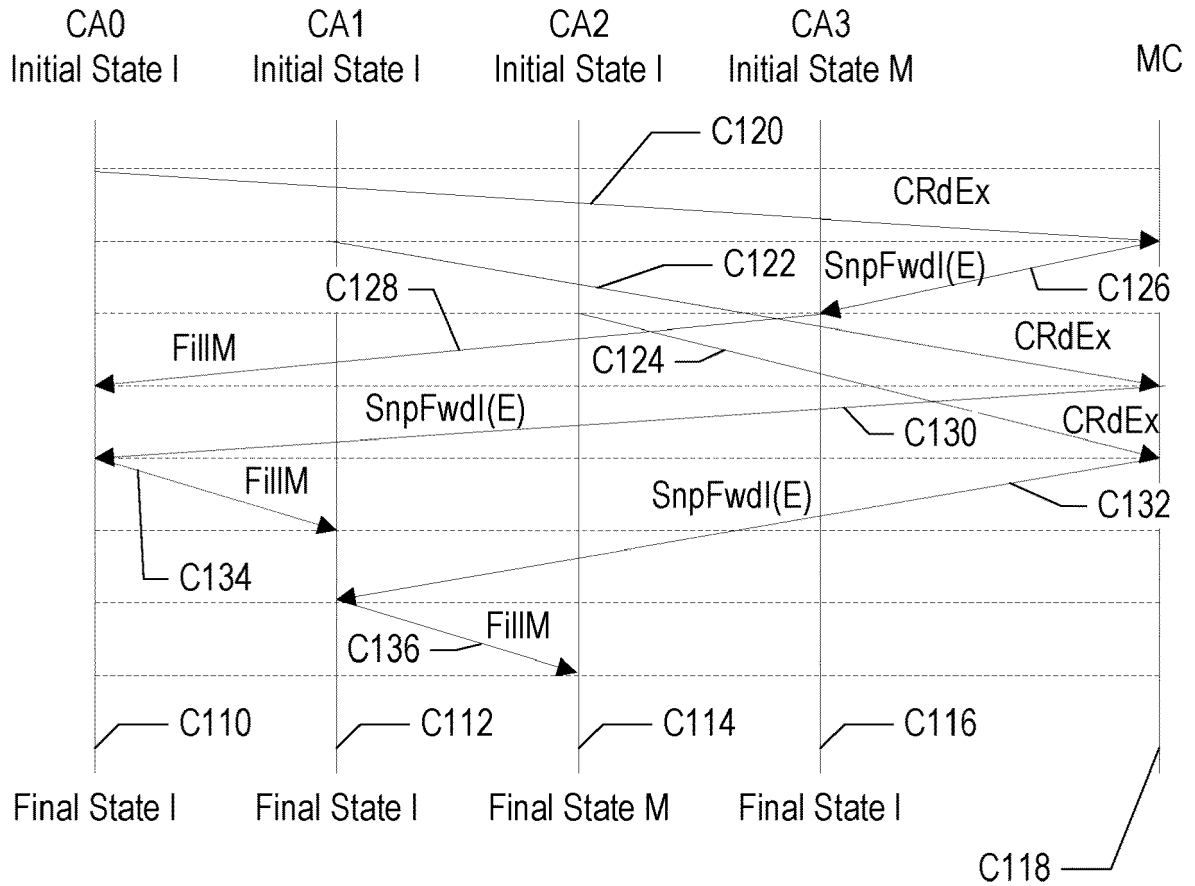 CA0 CA1 CA2 CA3
Initial State I Initial State I Initial State I Initial State M MC
C120
CRdEx
C122 SnpFwdI(E)
C128 C126
FillM C124 CRdEx
SnpFwdI(E) C130 CRdEx
FillM SnpFwdI(E) C132
C134
FillM
C136
C110 C112 C114 C116
Final State I Final State I Final State M Final State I
C118